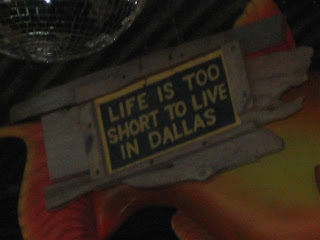 LIFE IS TOO
SHORT TO LIVE
IN DALLAS